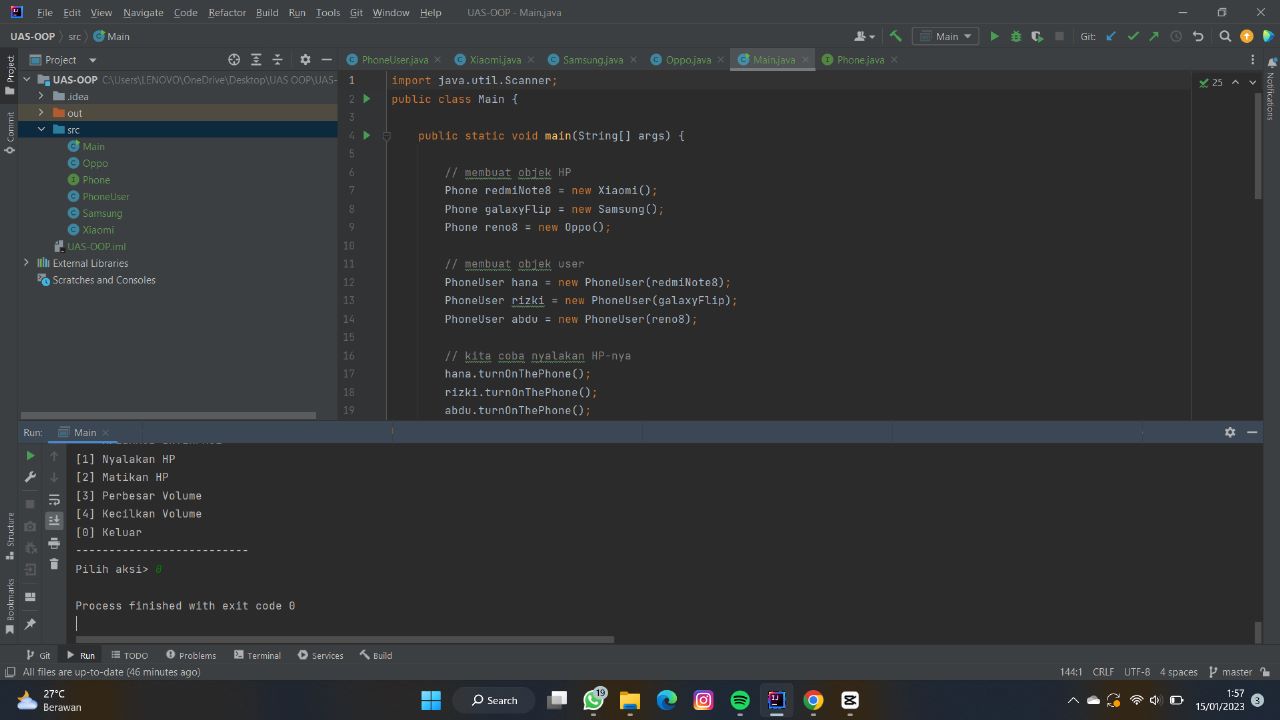 File Edit View Navigate Code Refactor Build Run Tools Git Window Help UAS-OOP - Main.java
UAS-OOP src Main Main Git:
Project
PhoneUser.java Xiaomi.java Samsung.java Oppo.java Main.java Phone.java
Project
Commit
Structure
Bookmarks
Notifications
UAS-OOP C:\Users\LENOVO\OneDrive\Desktop\UAS OOP\UAS-
.idea
out
src
Main
Oppo
Phone
PhoneUser
Samsung
Xiaomi
UAS-OOP.iml
External Libraries
Scratches and Consoles
25
1 import java.util.Scanner;
2 public class Main {
3
4 public static void main(String[] args) {
5
6 // membuat objek HP
7 Phone redmiNote8 = new Xiaomi();
8 Phone galaxyFlip = new Samsung();
9 Phone reno8 = new Oppo();
10
11 // membuat objek user
12 PhoneUser hana = new PhoneUser(redmiNote8);
13 PhoneUser rizki = new PhoneUser(galaxyFlip);
14 PhoneUser abdu = new PhoneUser(reno8);
15
16 // kita coba nyalakan HP-nya
17 hana.turnOnThePhone();
18 rizki.turnOnThePhone();
19 abdu.turnOnThePhone();
Run: Main
[1] Nyalakan HP
[2] Matikan HP
[3] Perbesar Volume
[4] Kecilkan Volume
[0] Keluar
--------------------------
Pilih aksi> 0
Process finished with exit code 0
Git Run TODO Problems Terminal Services Build
All files are up-to-date (46 minutes ago) 144:1 CRLF UTF-8 4 spaces master
27°C
Berawan
Search
19
1:57
15/01/2023
3